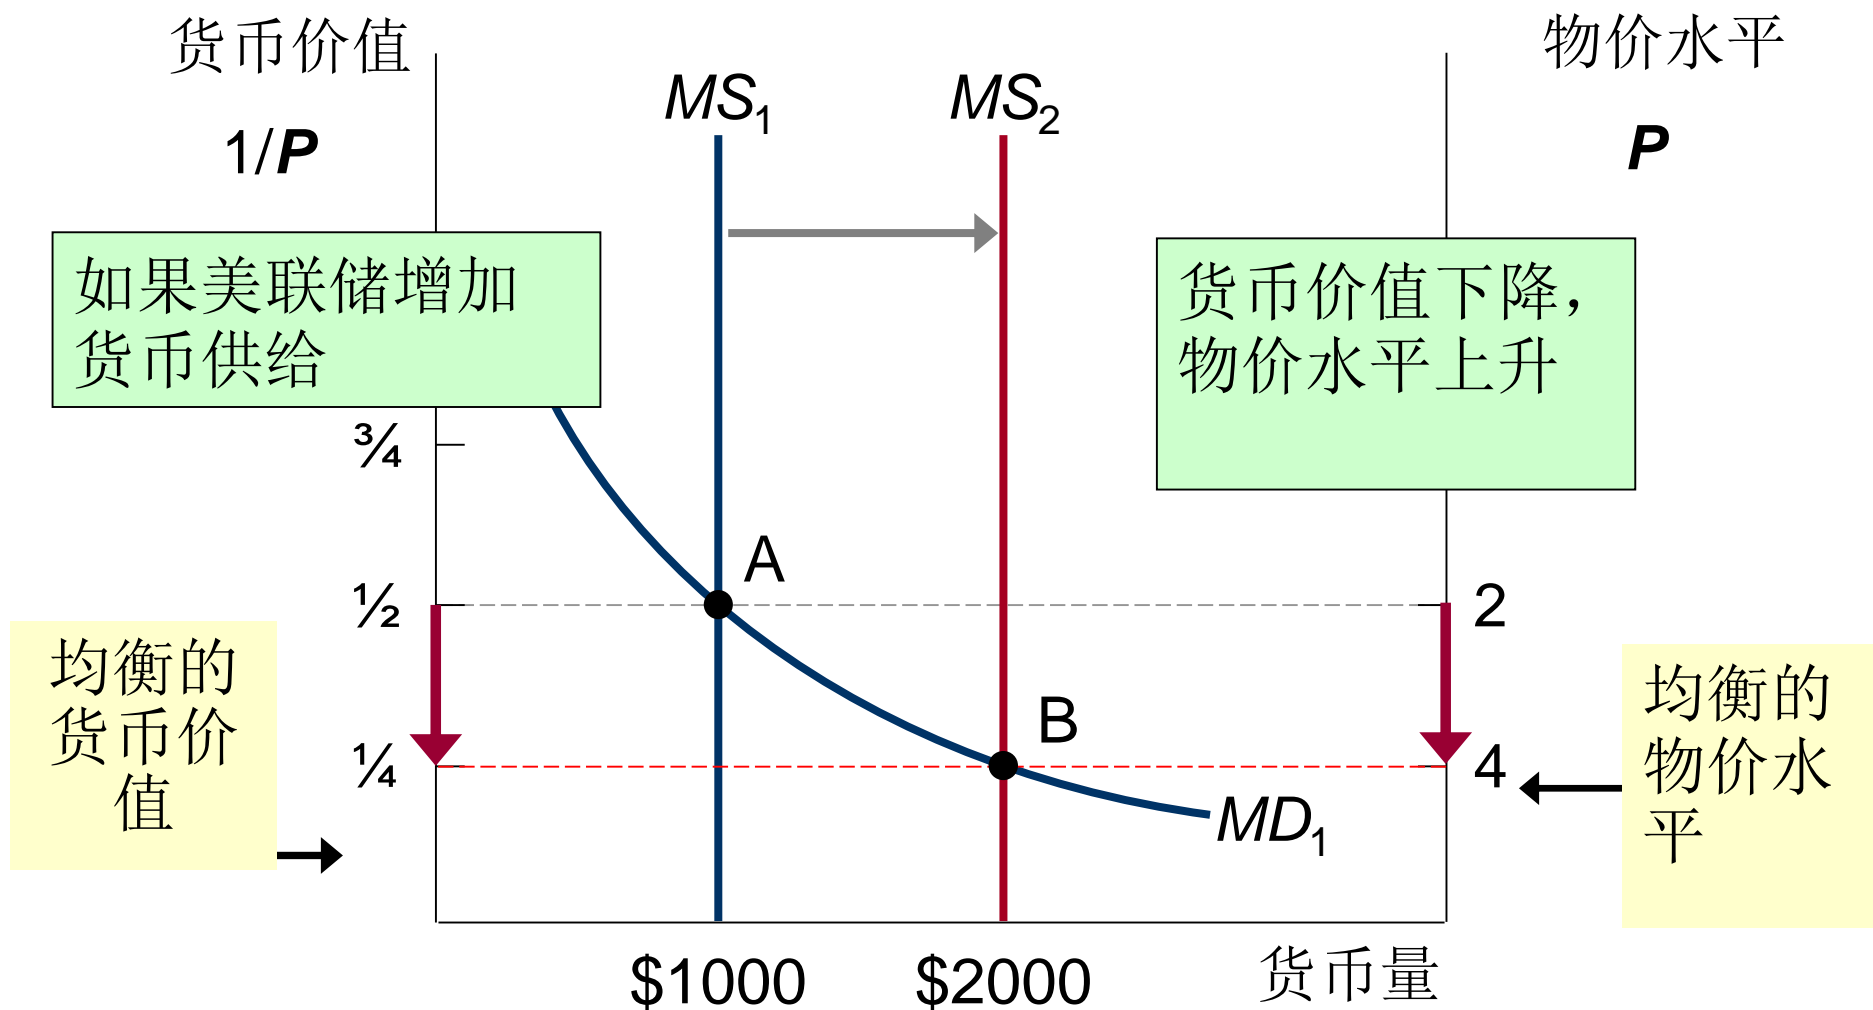 货币价值
物价水平
1/P
P
MS1
MS2
如果美联储增加
货币供给
货币价值下降，
物价水平上升
¾
A
½
2
均衡的
货币价
值
B
¼
4
均衡的
物价水
平
MD1
$1000
$2000
货币量